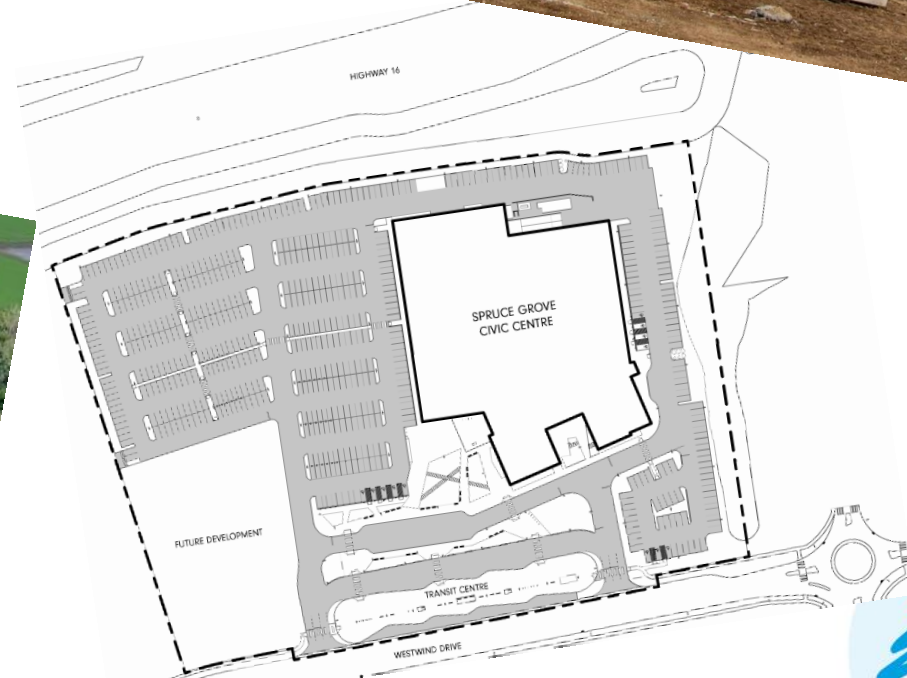 HIGHWAY 16
SPRUCE GROVE
CIVIC CENTRE
FUTURE DEVELOPMENT
TRANSIT CENTRE
WESTWIND DRIVE